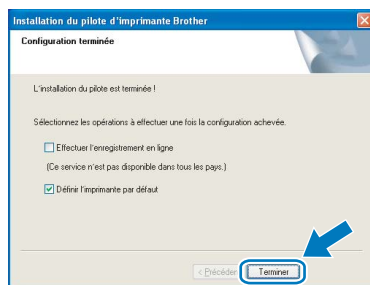 Installation du pilote d'imprimante Brother
Configuration terminée
L'installation du pilote est terminée !
Sélectionnez les opérations à effectuer une fois la configuration achevée.
Effectuer l'enregistrement en ligne
(Ce service n'est pas disponible dans tous les pays.)
Définir l'imprimante par défaut
< Précéden
Terminer